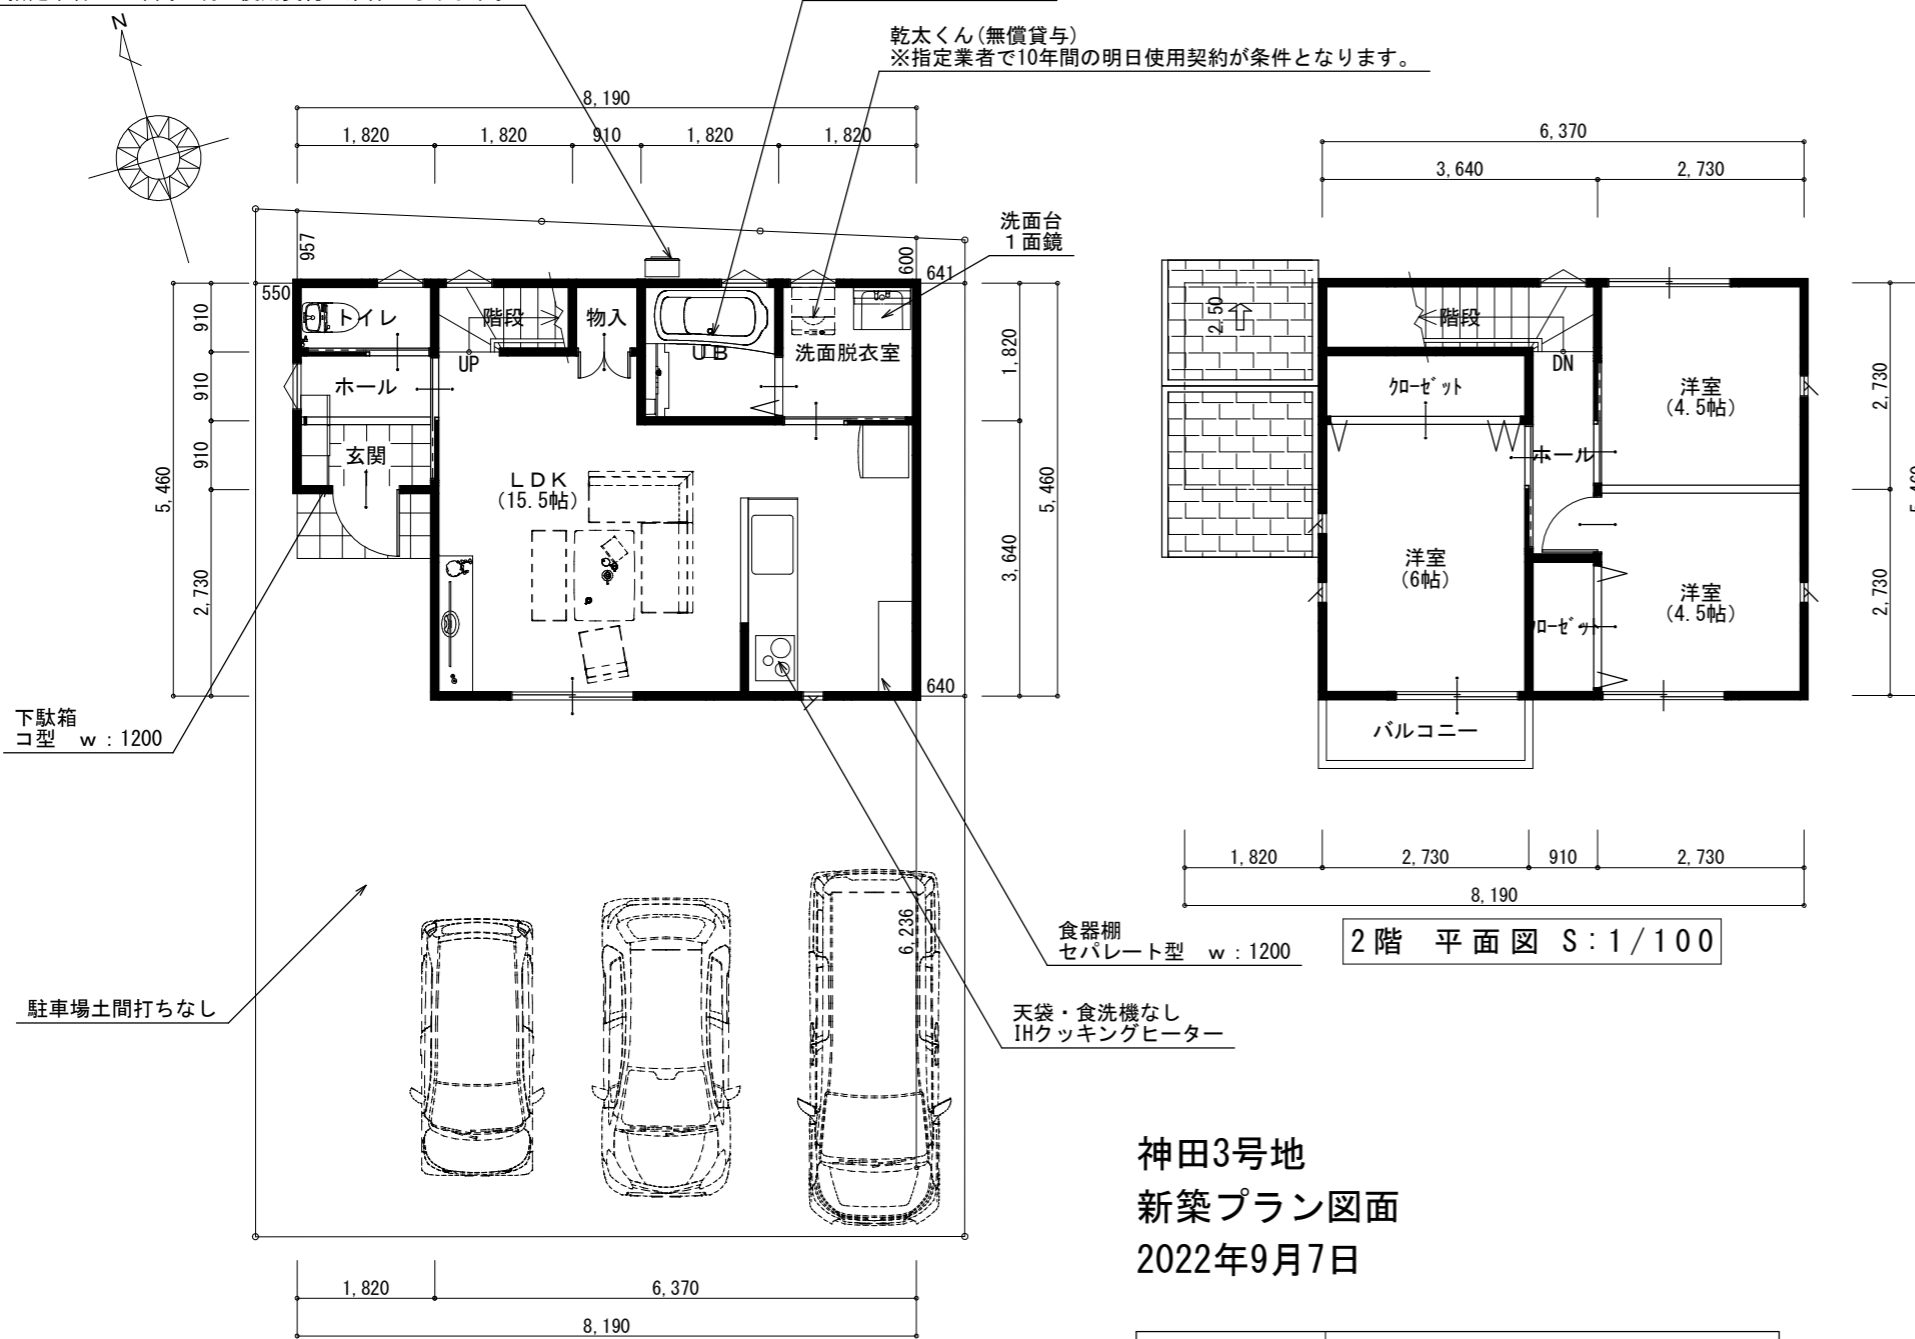 N
乾太くん(無償貸与)
※指定業者で10年間の明日使用契約が条件となります。
8,190
1,820
1,820
910
1,820
1,820
957
600
641
550
洗面台
1面鏡
910
910
910
2,730
5,460
トイレ
階段
UP
物入
UB
洗面脱衣室
ホール
玄関
LDK
(15.5帖)
1,820
3,640
5,460
640
下駄箱
コ型 w:1200
6,236
食器棚
セパレート型 w:1200
天袋・食洗機なし
IHクッキングヒーター
駐車場土間打ちなし
1,820
6,370
8,190
6,370
3,640
2,730
2,50
階段
DN
クローゼット
洋室
(4.5帖)
ホール
洋室
(6帖)
洋室
(4.5帖)
クローゼット
バルコニー
2,730
2,730
1,820
2,730
910
2,730
8,190
2階 平面図 S:1/100
神田3号地
新築プラン図面
2022年9月7日